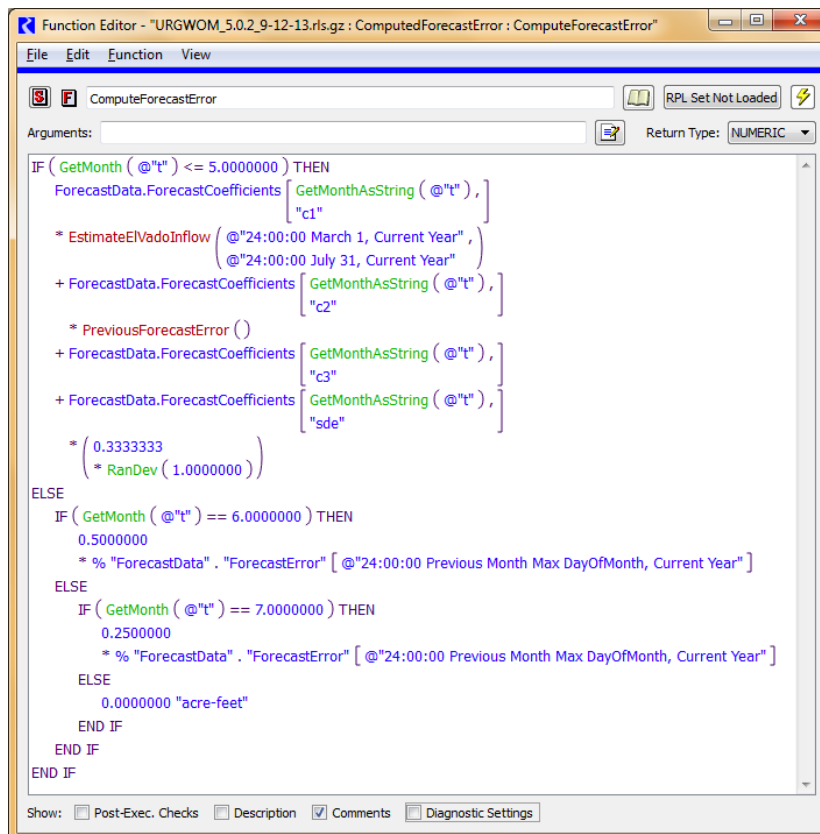 Function Editor - "URGWOM_5.0.2_9-12-13.rls.gz : ComputedForecastError : ComputeForecastError"
File Edit Function View
S F ComputeForecastError RPL Set Not Loaded
Arguments: Return Type: NUMERIC
IF ( GetMonth ( @"t" ) <= 5.0000000 ) THEN
ForecastData.ForecastCoefficients [ GetMonthAsString ( @"t" ) ,
"c1" ]
* EstimateElVadoInflow ( @"24:00:00 March 1, Current Year" ,
@"24:00:00 July 31, Current Year" )
+ ForecastData.ForecastCoefficients [ GetMonthAsString ( @"t" ) ,
"c2" ]
* PreviousForecastError ( )
+ ForecastData.ForecastCoefficients [ GetMonthAsString ( @"t" ) ,
"c3" ]
+ ForecastData.ForecastCoefficients [ GetMonthAsString ( @"t" ) ,
"sde" ]
* ( 0.3333333
* RanDev ( 1.0000000 ) )
ELSE
IF ( GetMonth ( @"t" ) == 6.0000000 ) THEN
0.5000000
* % "ForecastData" . "ForecastError" [ @"24:00:00 Previous Month Max DayOfMonth, Current Year" ]
ELSE
IF ( GetMonth ( @"t" ) == 7.0000000 ) THEN
0.2500000
* % "ForecastData" . "ForecastError" [ @"24:00:00 Previous Month Max DayOfMonth, Current Year" ]
ELSE
0.0000000 "acre-feet"
END IF
END IF
END IF
Show: Post-Exec. Checks Description Comments Diagnostic Settings